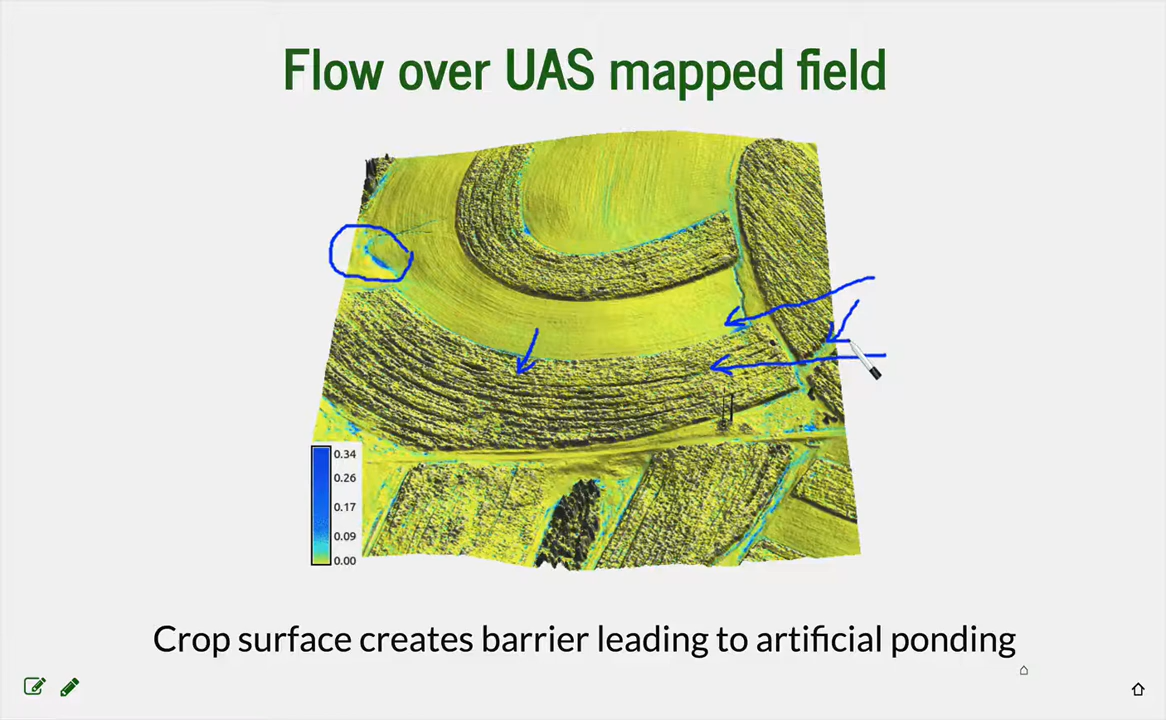 Flow over UAS mapped field
0.34
0.26
0.17
0.09
0.00
Crop surface creates barrier leading to artificial ponding